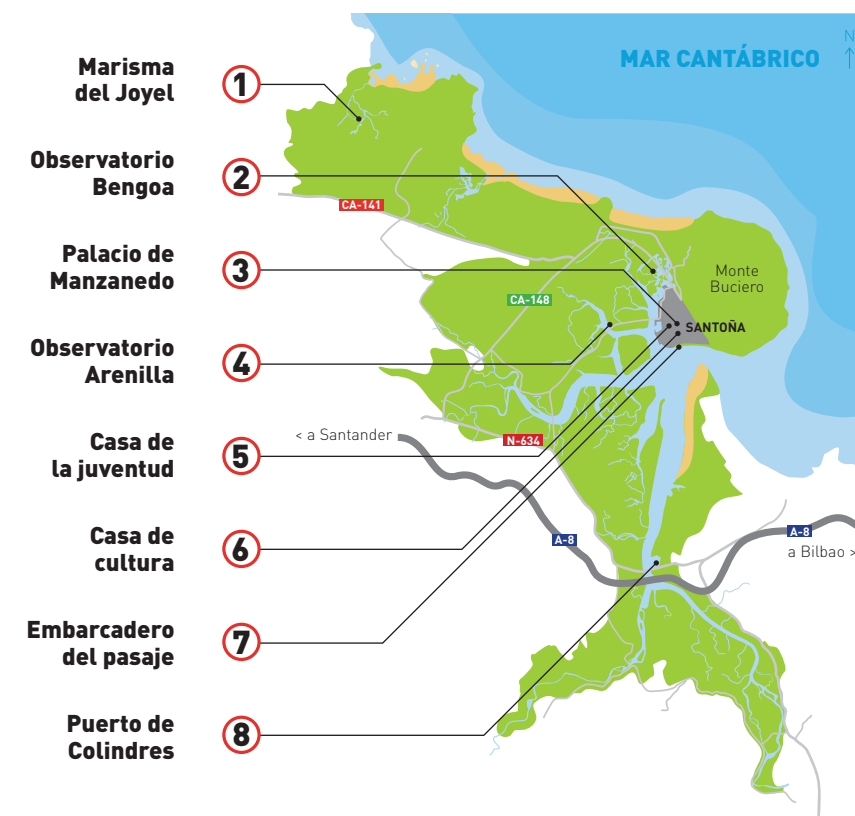 MAR CANTÁBRICO
N
Marisma
del Joyel
1
Observatorio
Bengoa
2
CA-141
Palacio de
Manzanedo
3
Monte
Buciero
CA-148
SANTOÑA
Observatorio
Arenilla
4
< a Santander
N-634
Casa de
la juventud
5
Casa de
cultura
6
A-8
A-8
a Bilbao >
Embarcadero
del pasaje
7
Puerto de
Colindres
8